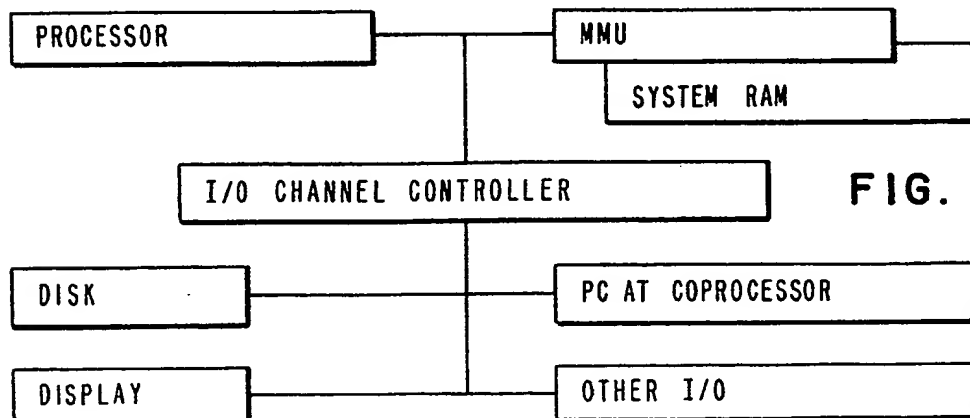 PROCESSOR
MMU
SYSTEM RAM
I/O CHANNEL CONTROLLER
FIG.
DISK
PC AT COPROCESSOR
DISPLAY
OTHER I/O